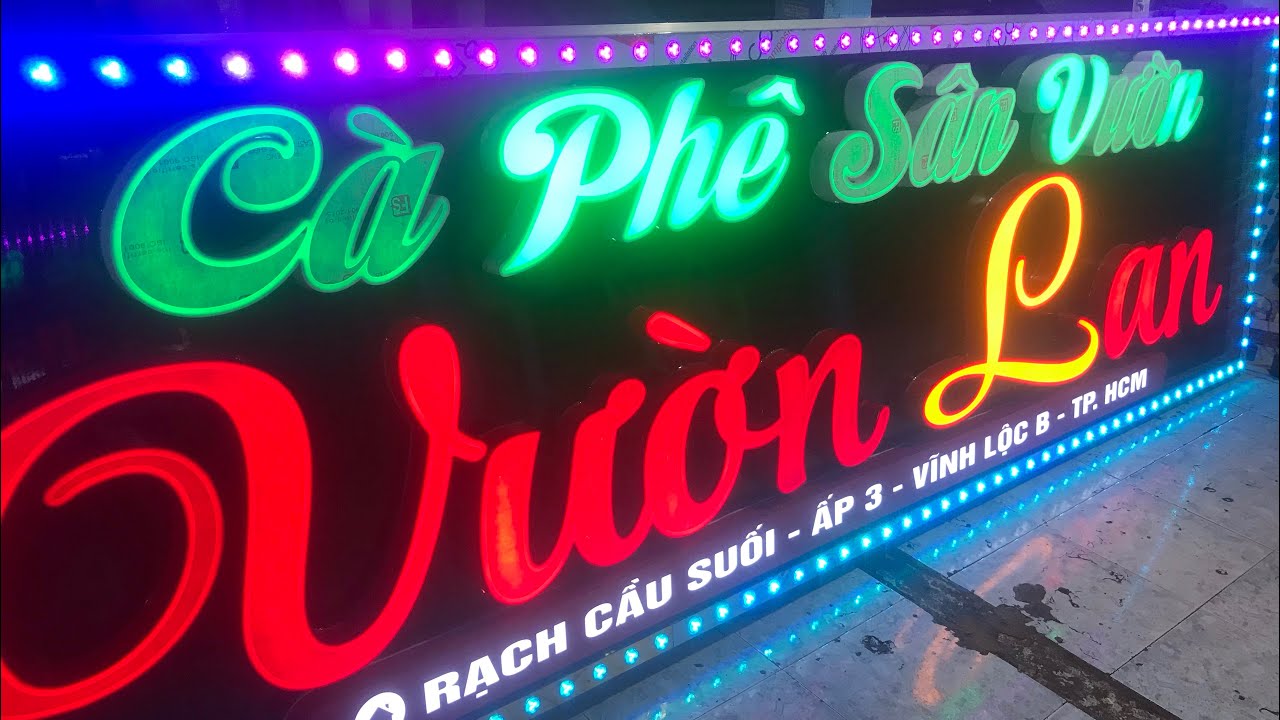 Cà Phê Sân Vườn
Vườn Lan
RẠCH CẦU SUỐI - ẤP 3 - VĨNH LỘC B - TP. HCM